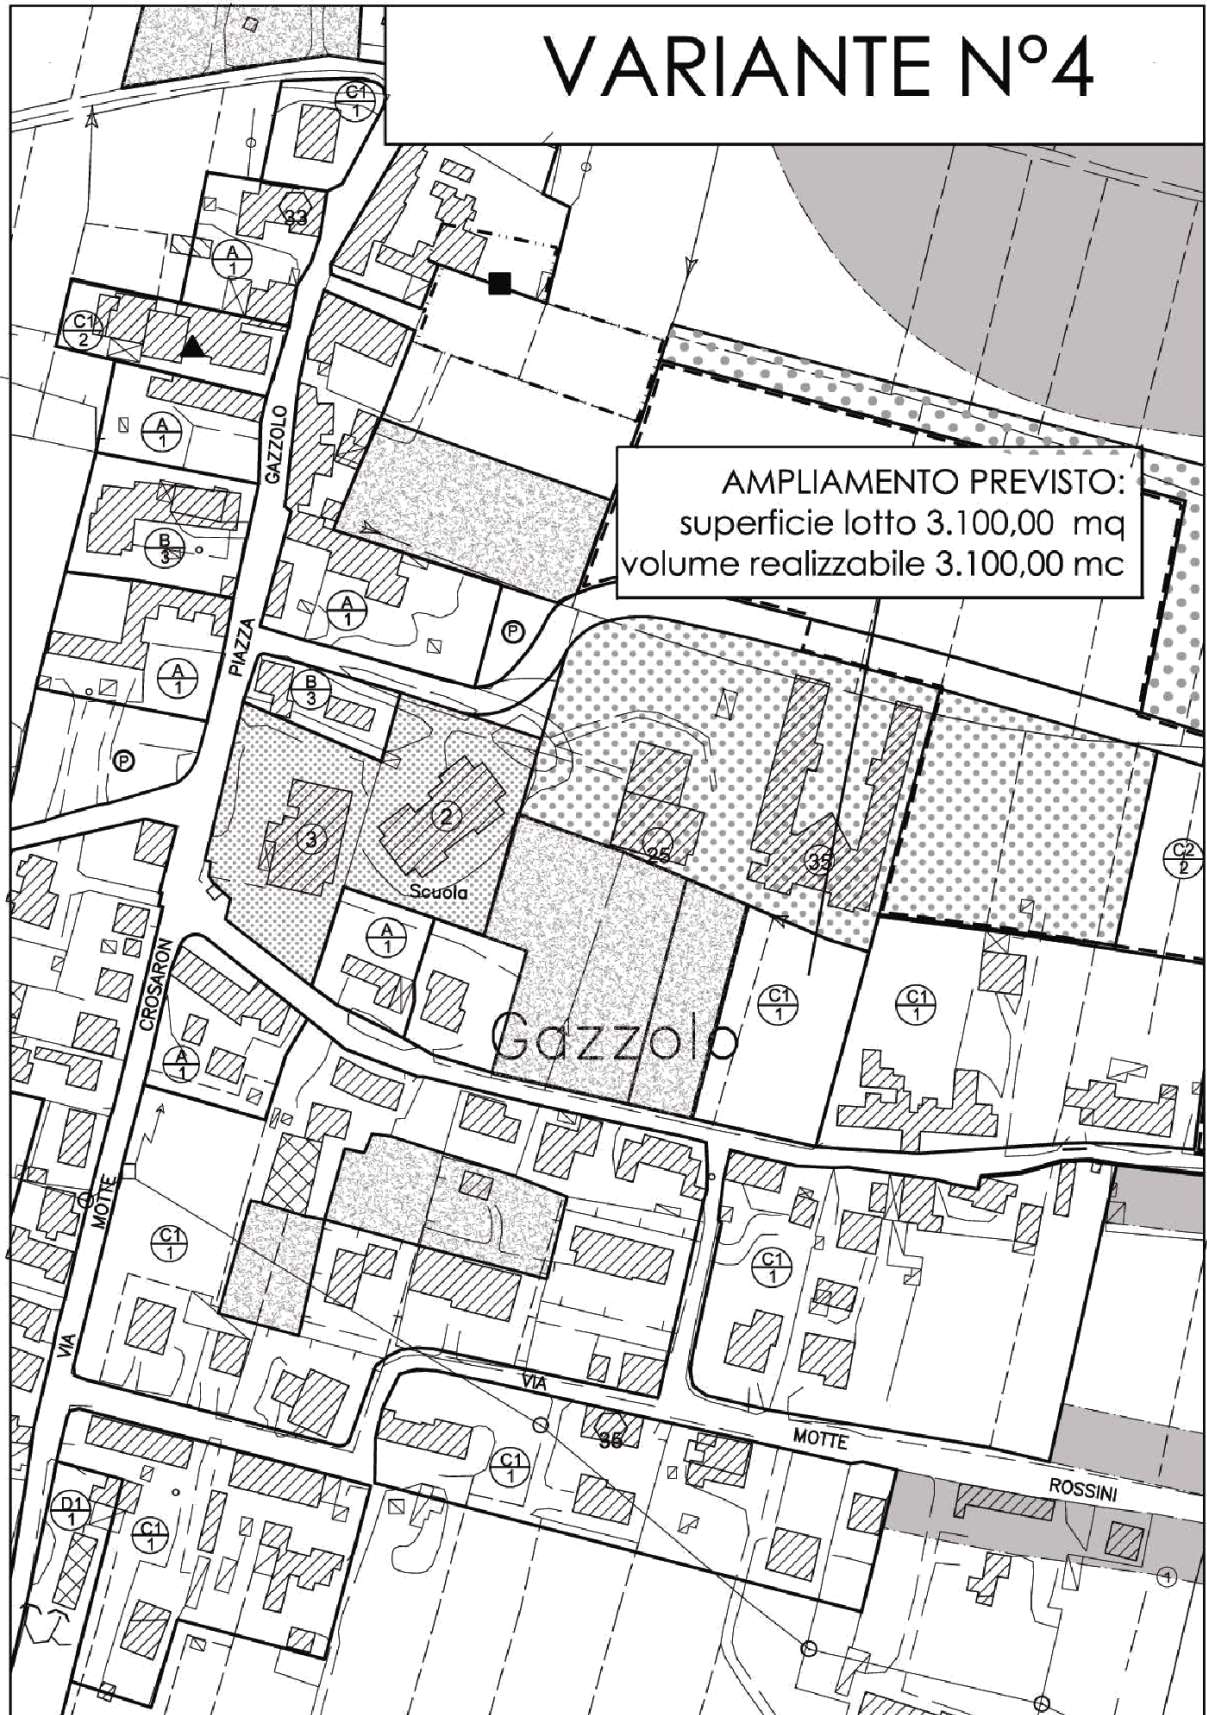 VARIANTE N°4
C1
1
33
A
1
C1
2
A
1
GAZZOLO
AMPLIAMENTO PREVISTO:
superficie lotto 3.100,00 mq
volume realizzabile 3.100,00 mc
B
3
A
1
P
PIAZZA
A
1
B
3
P
2
3
25
35
C2
2
Scuola
A
1
CROSARON
C1
1
C1
1
Gazzolo
A
1
MOTTE
C1
1
C1
1
VIA
VIA
36
MOTTE
C1
1
ROSSINI
D1
1
C1
1
1